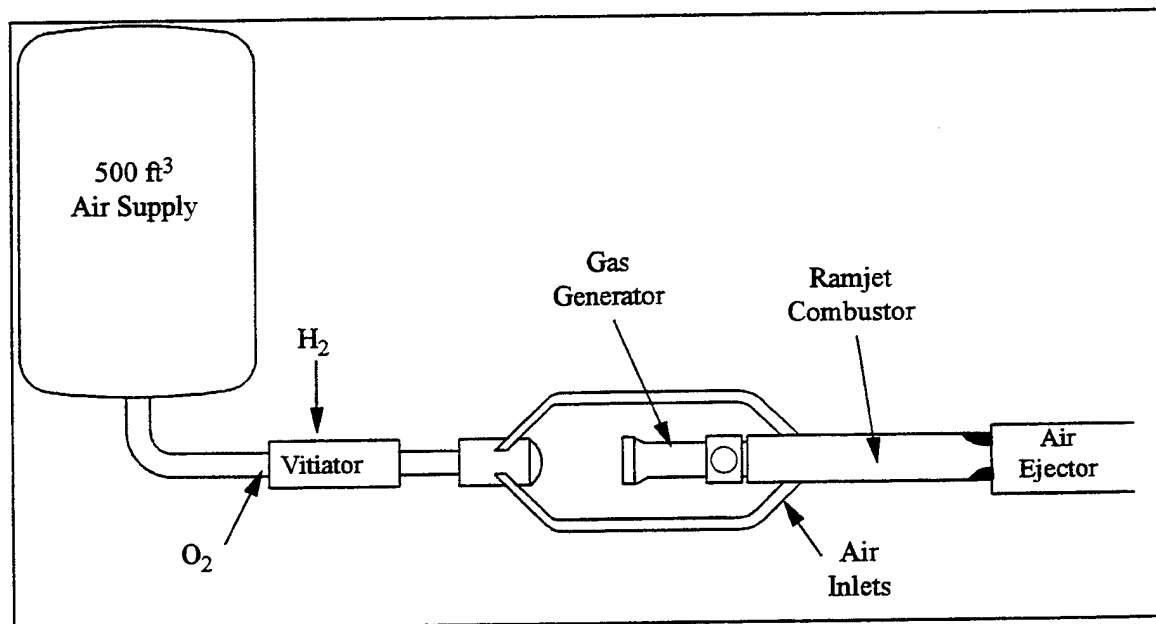 500 ft³
Air Supply
Gas
Generator
Ramjet
Combustor
H₂
Vitiator
Air
Ejector
O₂
Air
Inlets